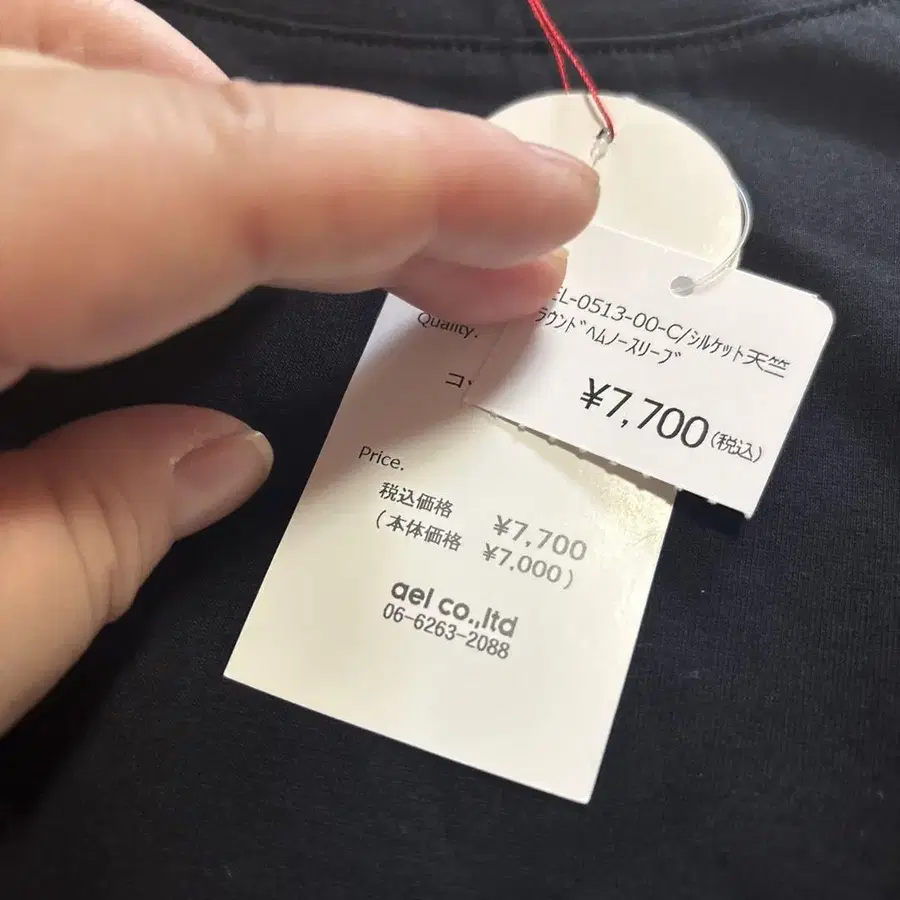 EL-0513-00-C/シルケット天竺
ラウンドヘムノースリーブ
¥7,700(税込)
Quality.
コ
Price.
税込価格 ¥7,700
(本体価格 ¥7,000)
ael co.,ltd
06-6263-2088